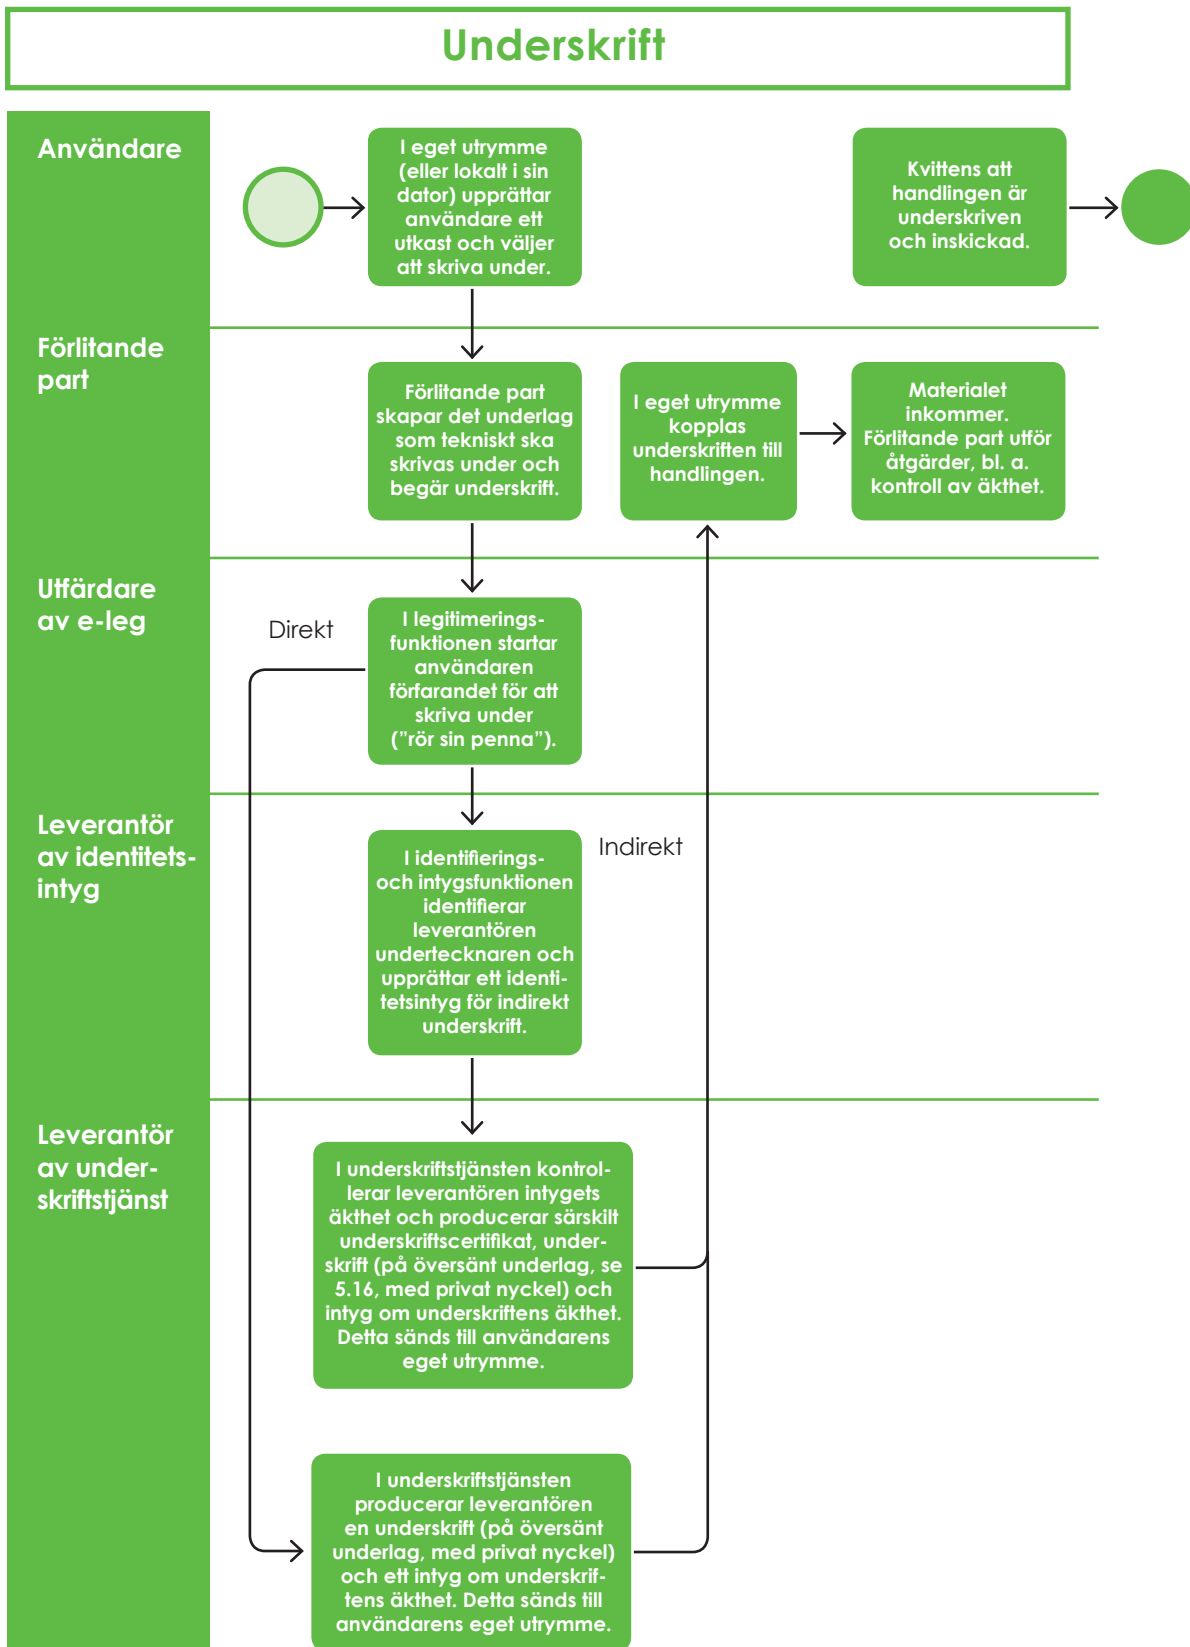 Underskrift
Användare
I eget utrymme
(eller lokalt i sin
dator) upprättar
användare ett
utkast och väljer
att skriva under.
Kvittens att
handlingen är
underskriven
och inskickad.
Förlitande
part
Förlitande part
skapar det underlag
som tekniskt ska
skrivas under och
begär underskrift.
I eget utrymme
kopplas
underskriften till
handlingen.
Materialet
inkommer.
Förlitande part utför
åtgärder, bl. a.
kontroll av äkthet.
Utfärdare
av e-leg
Direkt
I legitimerings-
funktionen startar
användaren
förfarandet för att
skriva under
(”rör sin penna”).
Leverantör
av identitets-
intyg
I identifierings-
och intygsfunktionen
identifierar
leverantören
undertecknaren och
upprättar ett identi-
tetsintyg för indirekt
underskrift.
Indirekt
Leverantör
av under-
skriftstjänst
I underskriftstjänsten kontrol-
lerar leverantören intygets
äkthet och producerar särskilt
underskriftscertifikat, under-
skrift (på översänt underlag, se
5.16, med privat nyckel) och
intyg om underskriftens äkthet.
Detta sänds till användarens
eget utrymme.
I underskriftstjänsten
producerar leverantören
en underskrift (på översänt
underlag, med privat nyckel)
och ett intyg om underskrif-
tens äkthet. Detta sänds till
användarens eget utrymme.